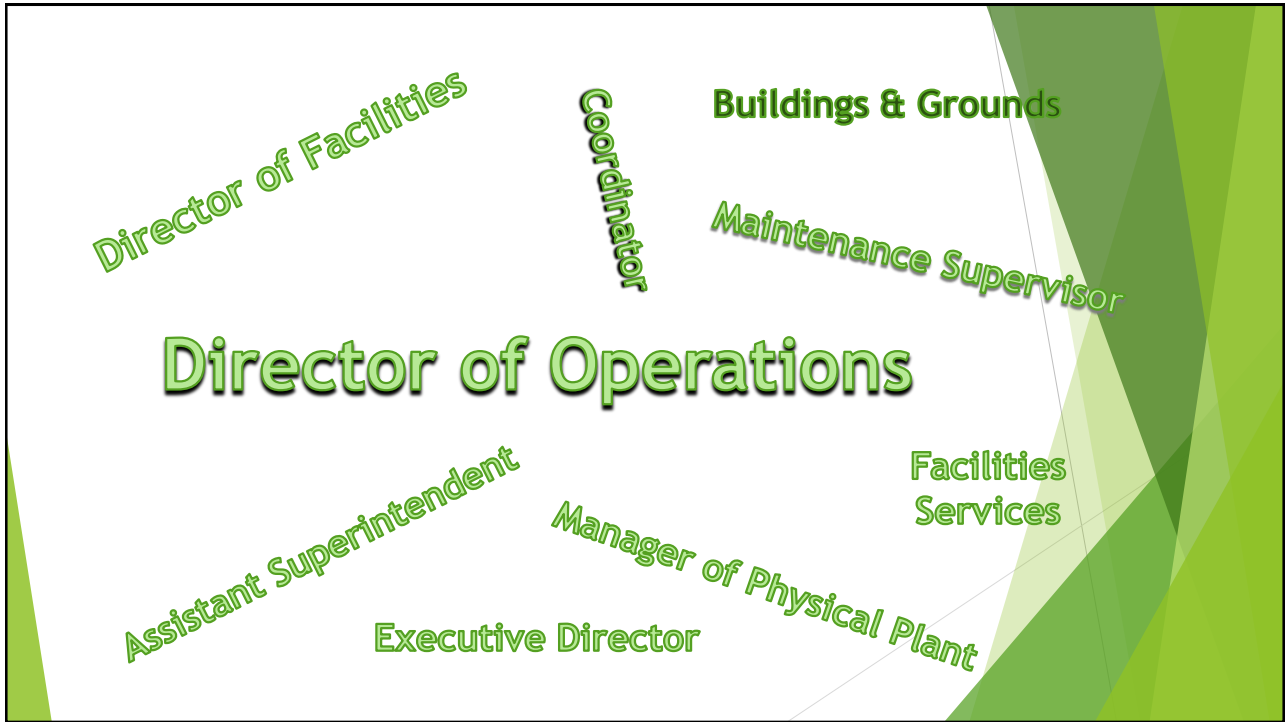 Director of Facilities
Coordinator
Buildings & Grounds
Maintenance Supervisor
Director of Operations
Assistant Superintendent
Manager of Physical Plant
Facilities
Services
Executive Director